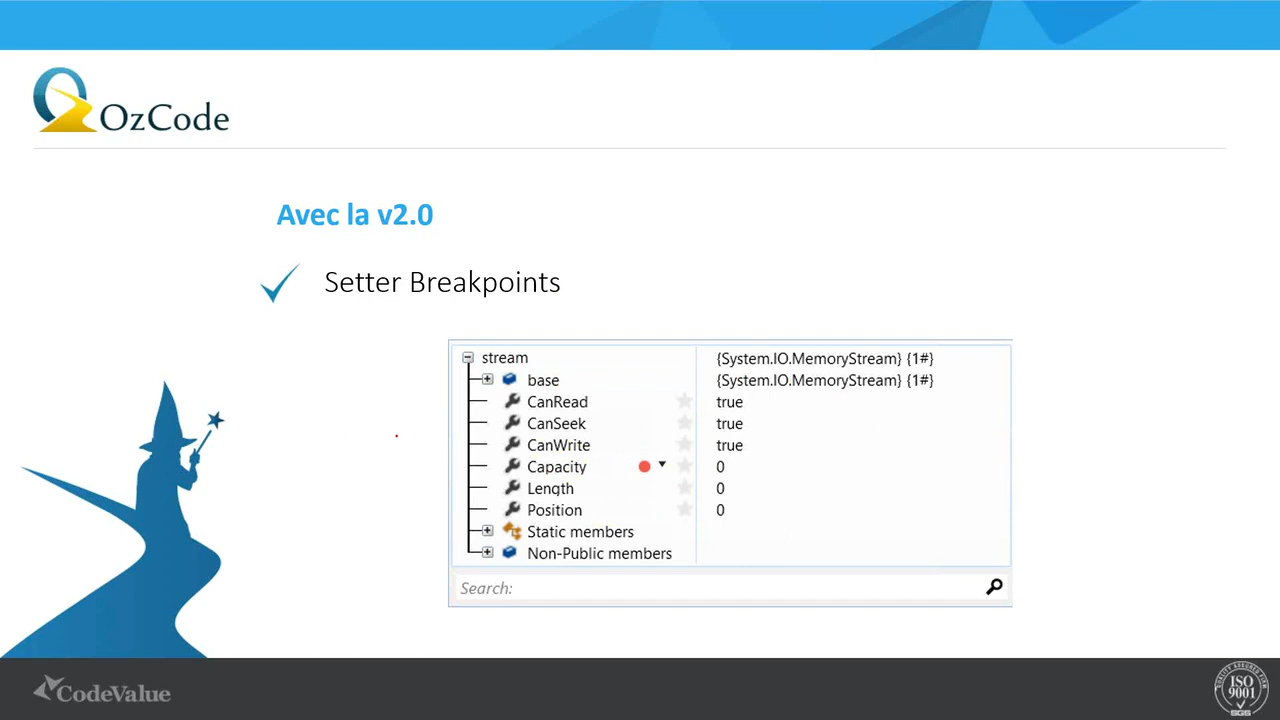 OzCode
Avec la v2.0
Setter Breakpoints
stream {System.IO.MemoryStream} {1#}
base {System.IO.MemoryStream} {1#}
CanRead true
CanSeek true
CanWrite true
Capacity 0
Length 0
Position 0
Static members
Non-Public members
Search:
CodeValue
ISO
9001
SGS